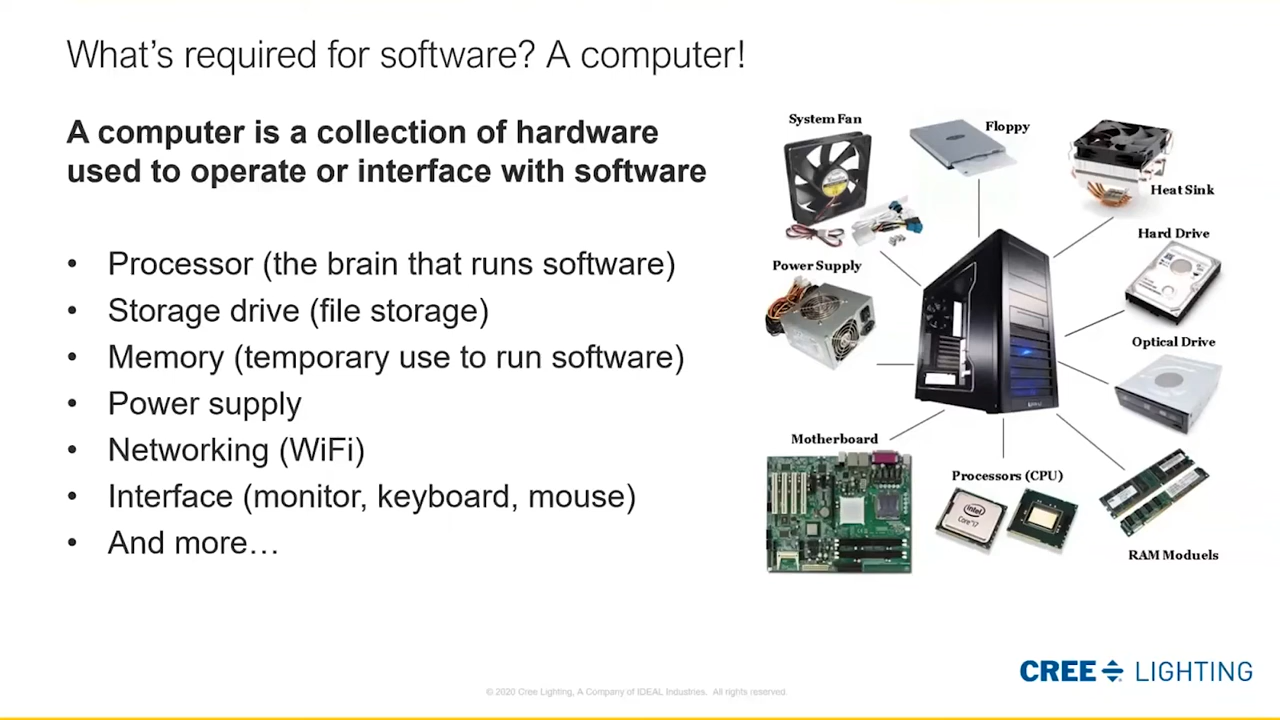 What's required for software? A computer!
A computer is a collection of hardware
used to operate or interface with software
• Processor (the brain that runs software)
• Storage drive (file storage)
• Memory (temporary use to run software)
• Power supply
• Networking (WiFi)
• Interface (monitor, keyboard, mouse)
• And more…
System Fan
Floppy
Heat Sink
Hard Drive
Power Supply
Optical Drive
Motherboard
Processors (CPU)
intel
Core i7
RAM Moduels
CREE LIGHTING
© 2020 Cree Lighting, A Company of IDEAL Industries. All rights reserved.